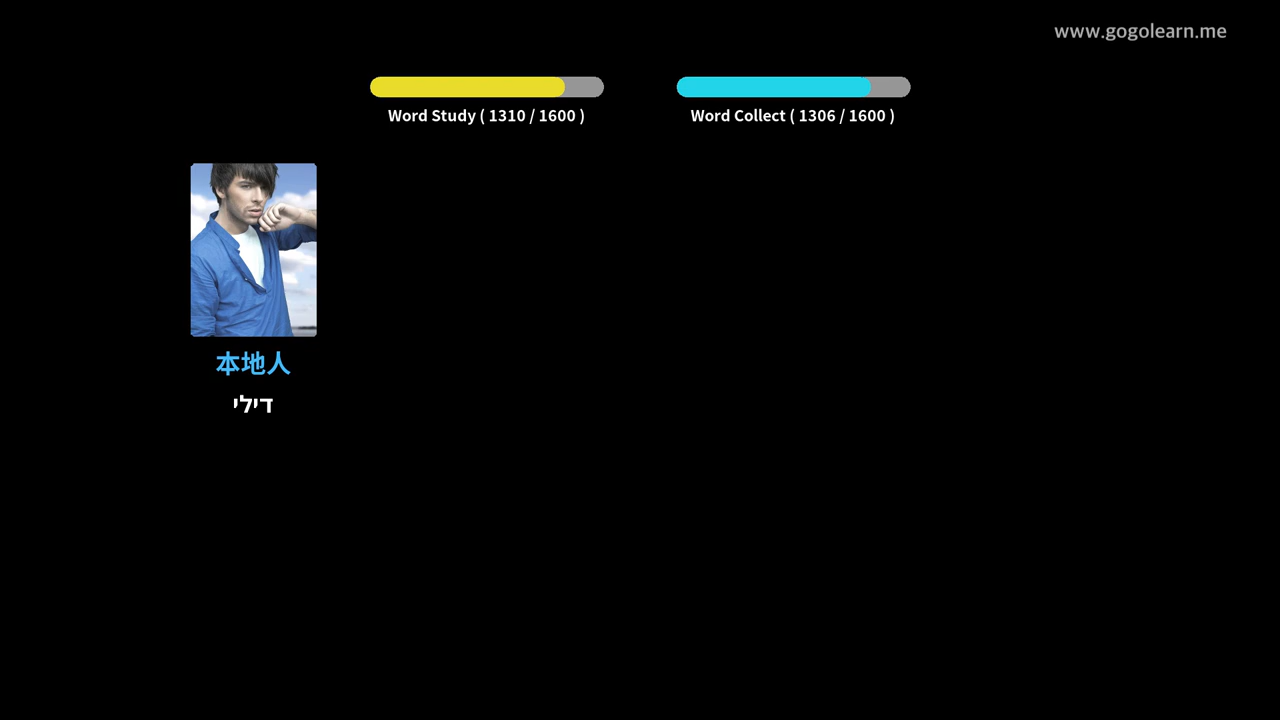 www.gogolearn.me
Word Study ( 1310 / 1600 )
Word Collect ( 1306 / 1600 )
本地人
דילי